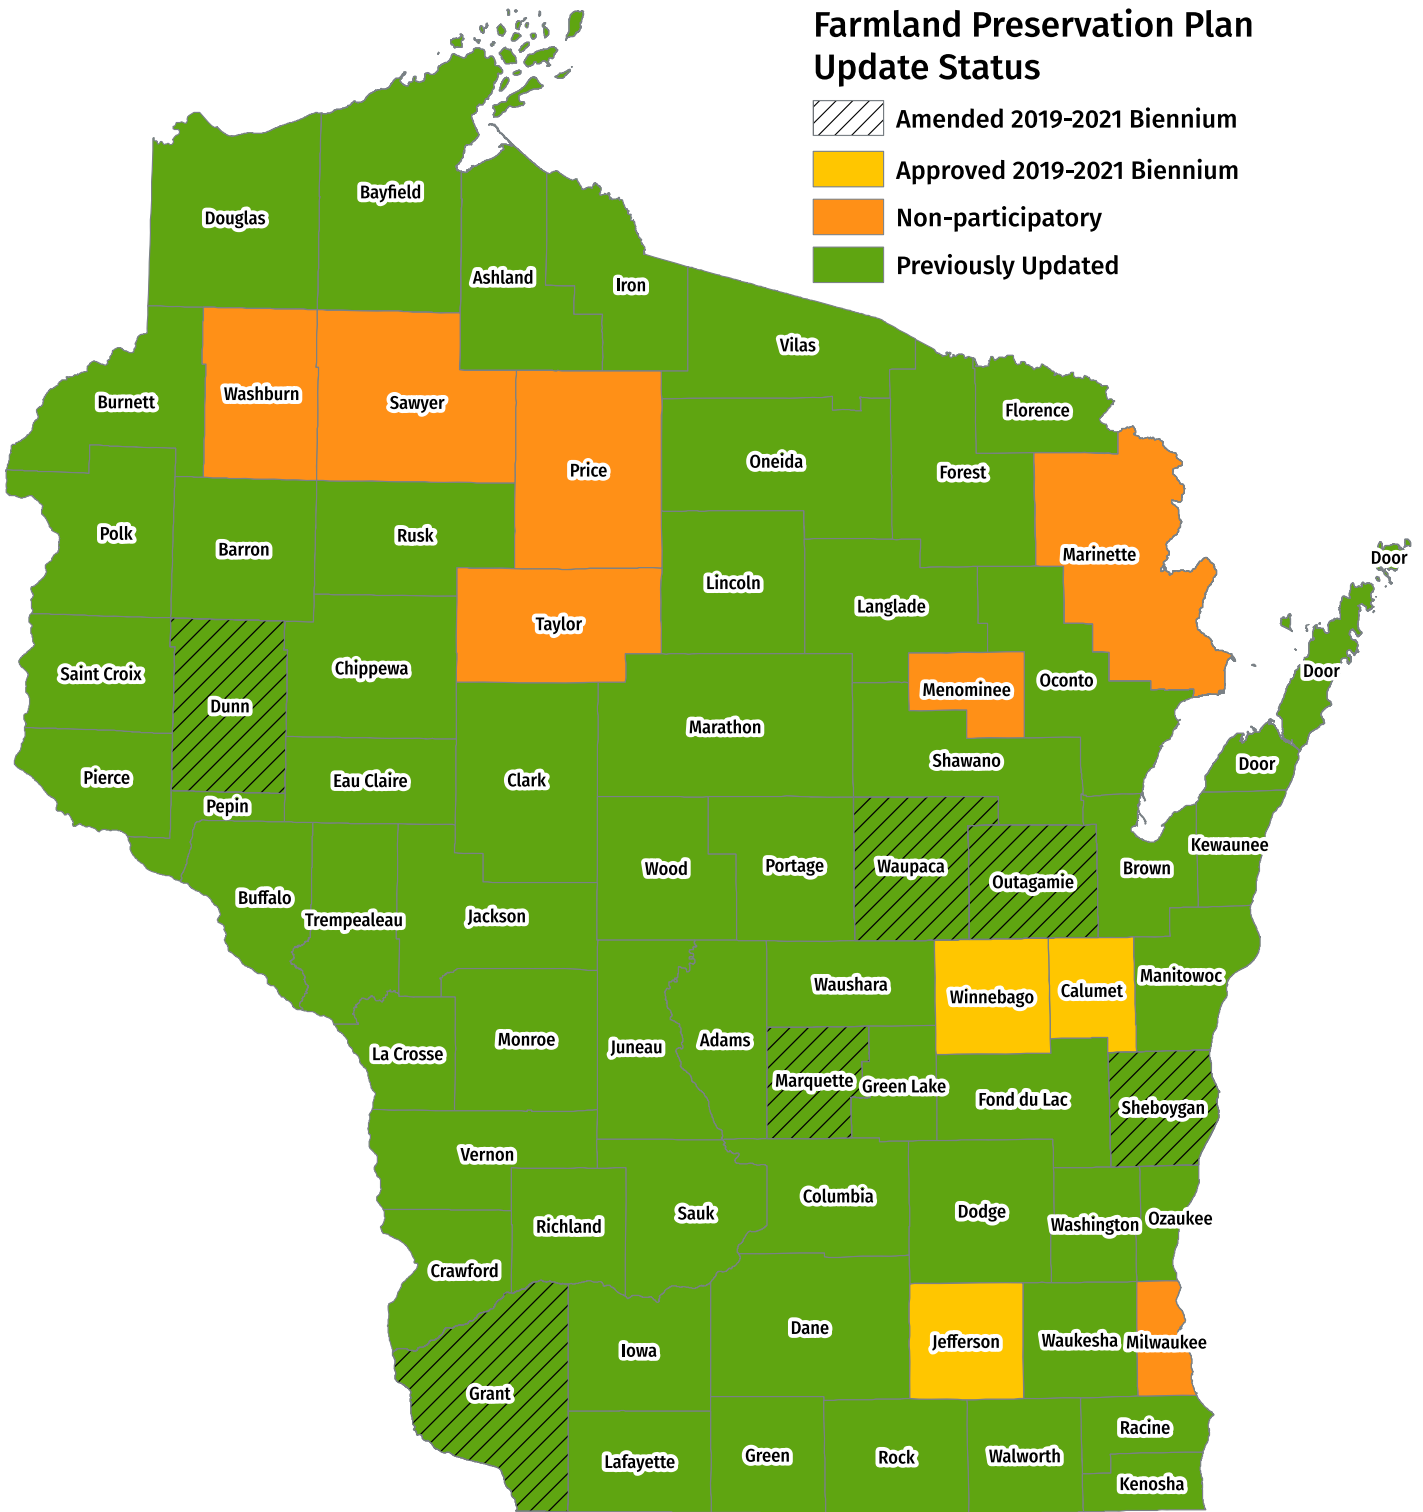 Farmland Preservation Plan
Update Status
Amended 2019-2021 Biennium
Approved 2019-2021 Biennium
Non-participatory
Previously Updated
Bayfield
Douglas
Ashland
Iron
Vilas
Washburn
Sawyer
Burnett
Florence
Price
Oneida
Forest
Polk
Rusk
Barron
Marinette
Door
Lincoln
Langlade
Taylor
Chippewa
Saint Croix
Door
Oconto
Menominee
Dunn
Marathon
Shawano
Door
Pierce
Eau Claire
Clark
Pepin
Kewaunee
Wood
Portage
Waupaca
Brown
Outagamie
Buffalo
Trempealeau
Jackson
Manitowoc
Waushara
Calumet
Winnebago
Monroe
Adams
Juneau
La Crosse
Marquette
Green Lake
Fond du Lac
Sheboygan
Vernon
Columbia
Sauk
Dodge
Ozaukee
Washington
Richland
Crawford
Dane
Jefferson
Waukesha
Milwaukee
Iowa
Grant
Racine
Lafayette
Green
Rock
Walworth
Kenosha